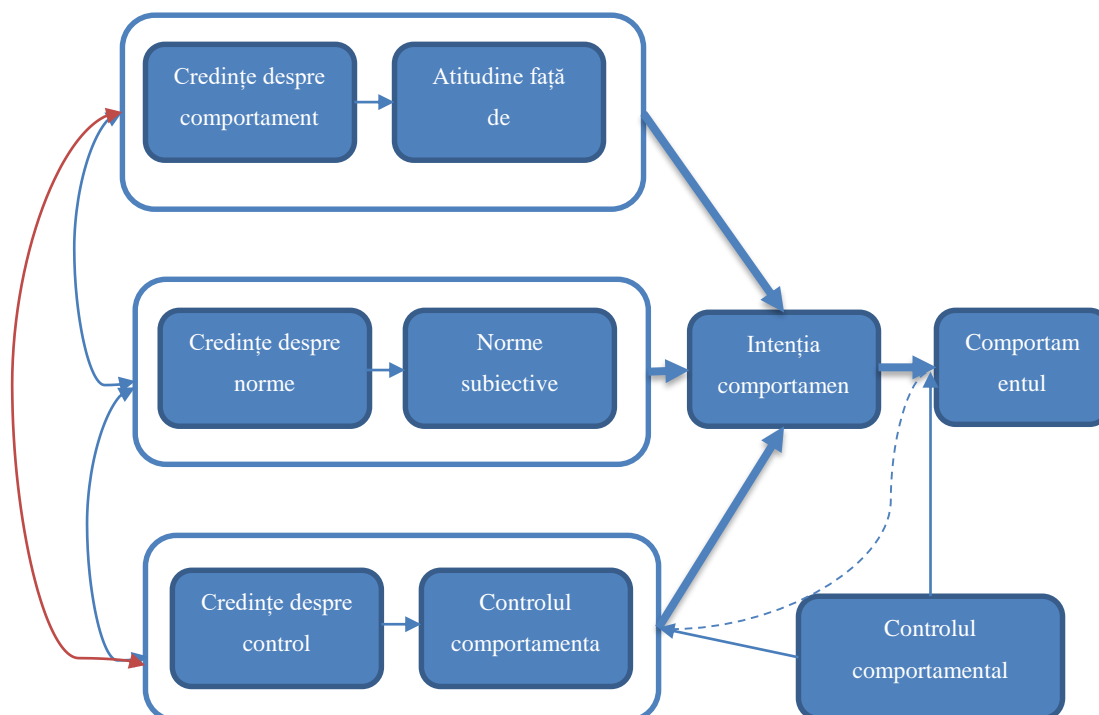 Credințe despre
comportament
Atitudine față
de
Credințe despre
norme
Norme
subiective
Intenția
comportamen
Comportam
entul
Credințe despre
control
Controlul
comportamenta
Controlul
comportamental